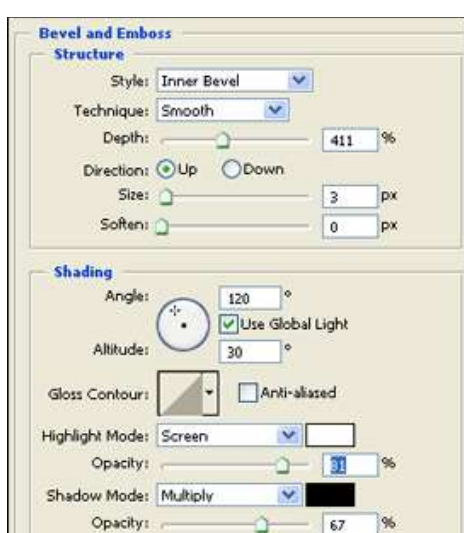 Bevel and Emboss
Structure
Style: Inner Bevel
Technique: Smooth
Depth: 411 %
Direction: Up Down
Size: 3 px
Soften: 0 px
Shading
Angle: 120 °
Use Global Light
Altitude: 30 °
Gloss Contour: Anti-aliased
Highlight Mode: Screen
Opacity: 81 %
Shadow Mode: Multiply
Opacity: 67 %